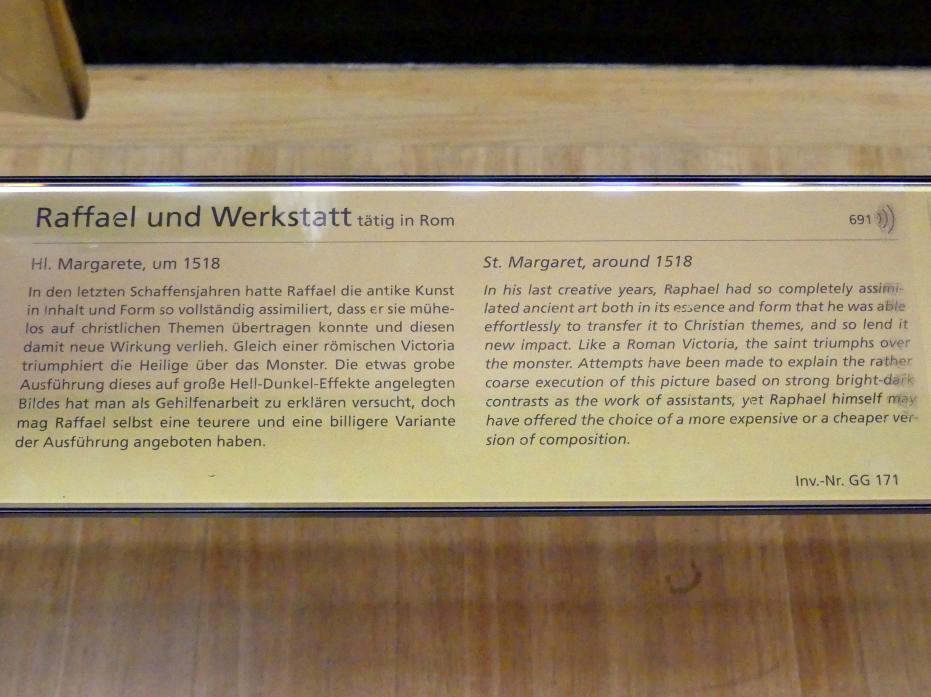 Raffael und Werkstatt tätig in Rom
691
Hl. Margarete, um 1518
In den letzten Schaffensjahren hatte Raffael die antike Kunst
in Inhalt und Form so vollständig assimiliert, dass er sie mühe-
los auf christlichen Themen übertragen konnte und diesen
damit neue Wirkung verlieh. Gleich einer römischen Victoria
triumphiert die Heilige über das Monster. Die etwas grobe
Ausführung dieses auf große Hell-Dunkel-Effekte angelegten
Bildes hat man als Gehilfenarbeit zu erklären versucht, doch
mag Raffael selbst eine teurere und eine billigere Variante
der Ausführung angeboten haben.
St. Margaret, around 1518
In his last creative years, Raphael had so completely assimi-
lated ancient art both in its essence and form that he was able
effortlessly to transfer it to Christian themes, and so lend it
new impact. Like a Roman Victoria, the saint triumphs over
the monster. Attempts have been made to explain the rather
coarse execution of this picture based on strong bright-dark
contrasts as the work of assistants, yet Raphael himself may
have offered the choice of a more expensive or a cheaper ver-
sion of composition.
Inv.-Nr. GG 171